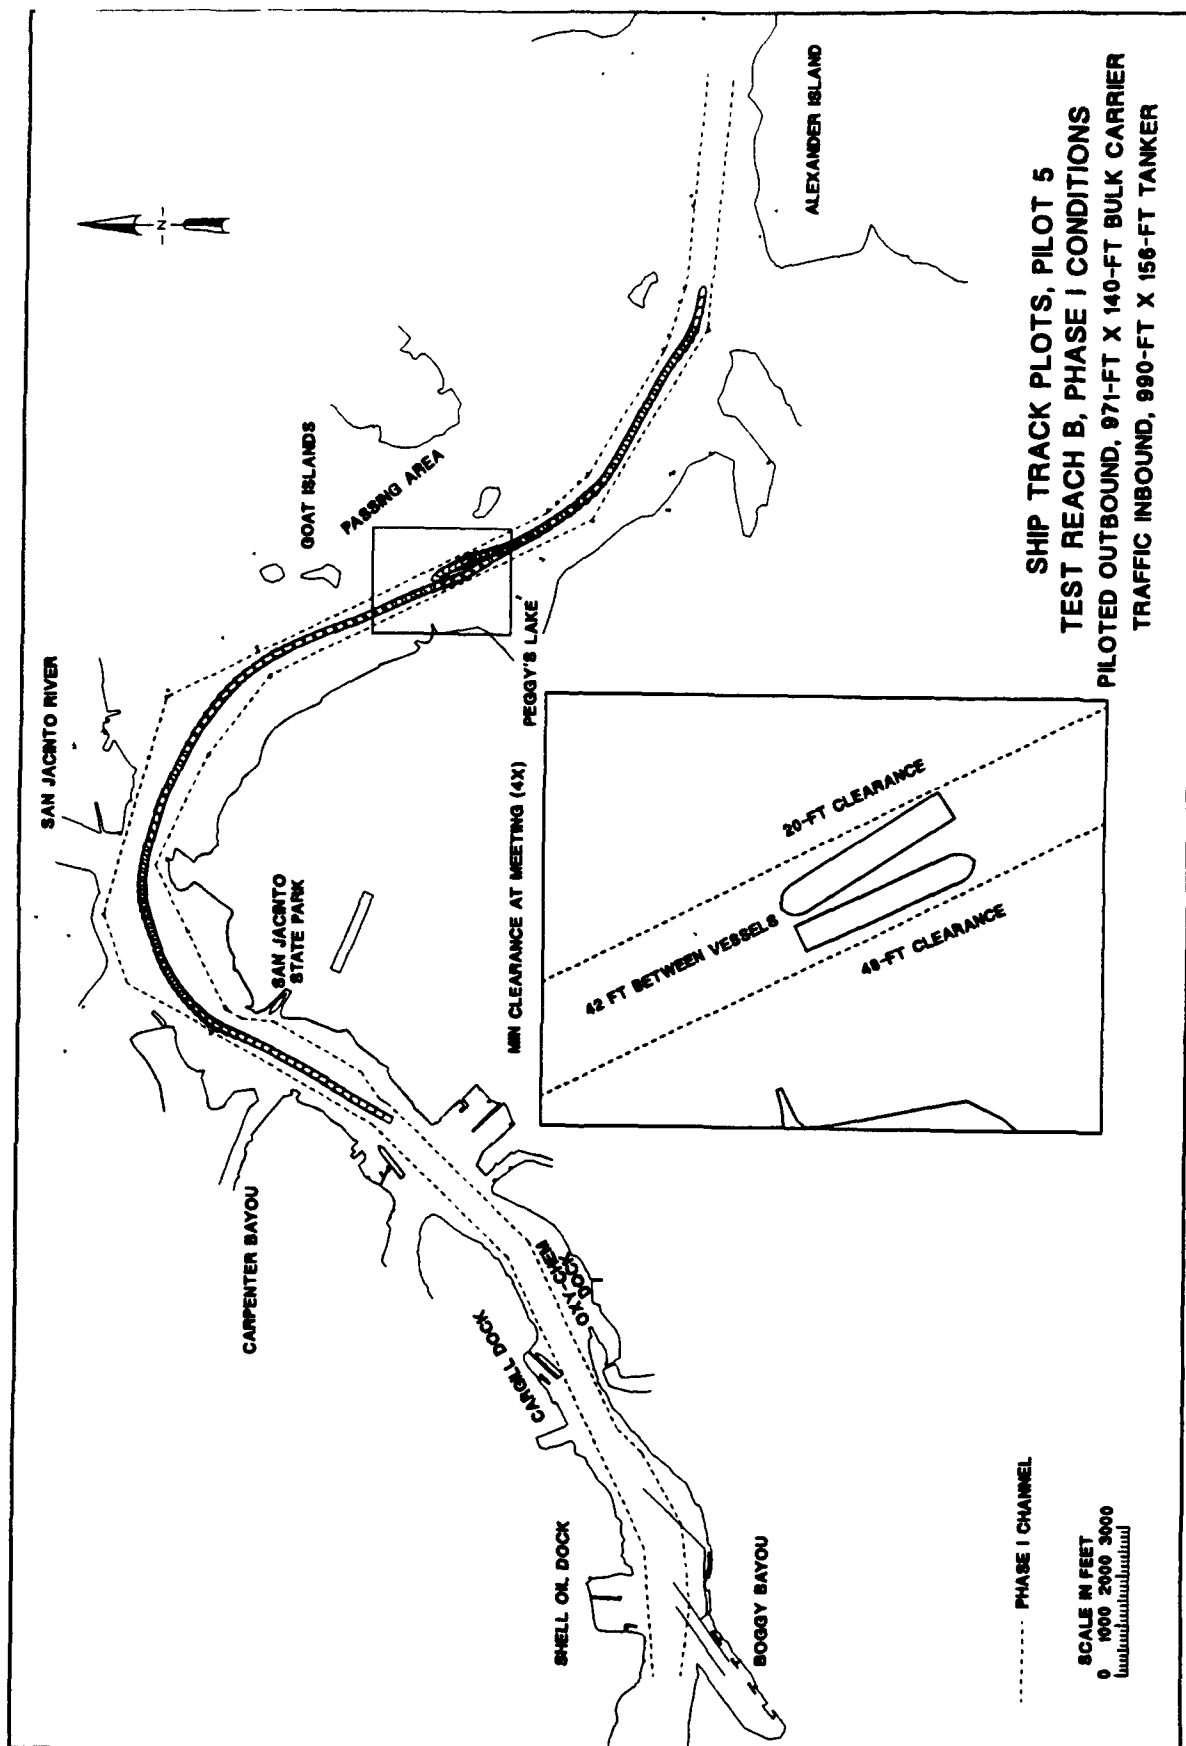 SAN JACINTO RIVER
GOAT ISLANDS
PASSING AREA
N
ALEXANDER ISLAND
CARPENTER BAYOU
SAN JACINTO
STATE PARK
PEGGY'S LAKE
SHELL OIL DOCK
CARGILL DOCK
OXY-CHEM
DOCK
BOGGY BAYOU
MIN CLEARANCE AT MEETING (4X)
42 FT BETWEEN VESSELS
20-FT CLEARANCE
48-FT CLEARANCE
PHASE I CHANNEL
SCALE IN FEET
0 1000 2000 3000
SHIP TRACK PLOTS, PILOT 5
TEST REACH B, PHASE I CONDITIONS
PILOTED OUTBOUND, 971-FT X 140-FT BULK CARRIER
TRAFFIC INBOUND, 990-FT X 156-FT TANKER